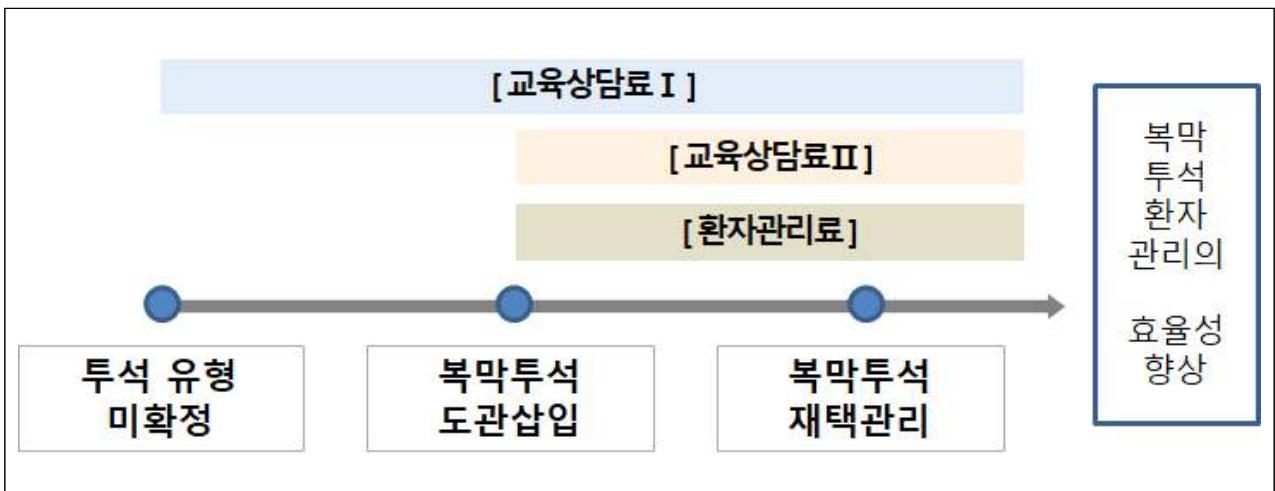 [교육상담료 Ⅰ]
[교육상담료Ⅱ]
[환자관리료]
투석 유형
미확정
복막투석
도관삽입
복막투석
재택관리
복막
투석
환자
관리의
효율성
향상